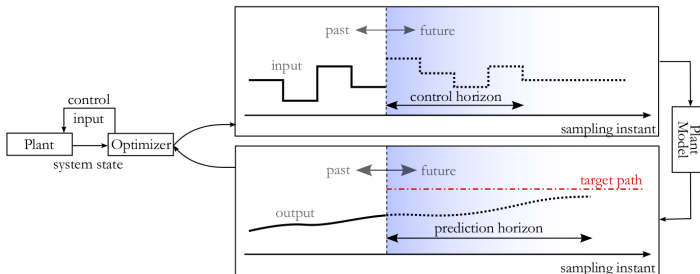 past
future
input
control horizon
sampling instant
control
input
Plant
Optimizer
system state
Plant
Model
past
future
target path
output
prediction horizon
sampling instant